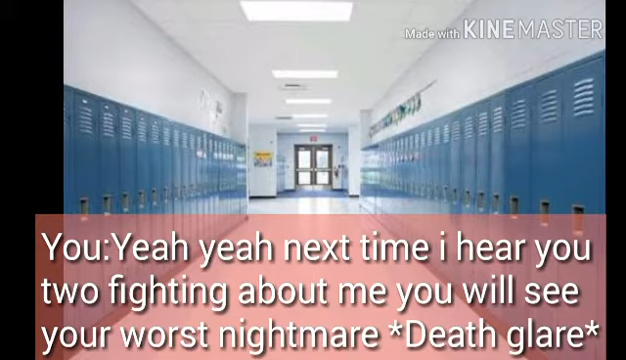 Made with KINEMASTER
You:Yeah yeah next time i hear you
two fighting about me you will see
your worst nightmare *Death glare*